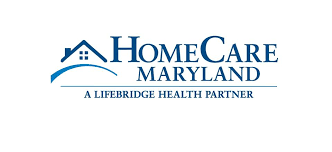 HOMECARE
MARYLAND
A LIFEBRIDGE HEALTH PARTNER